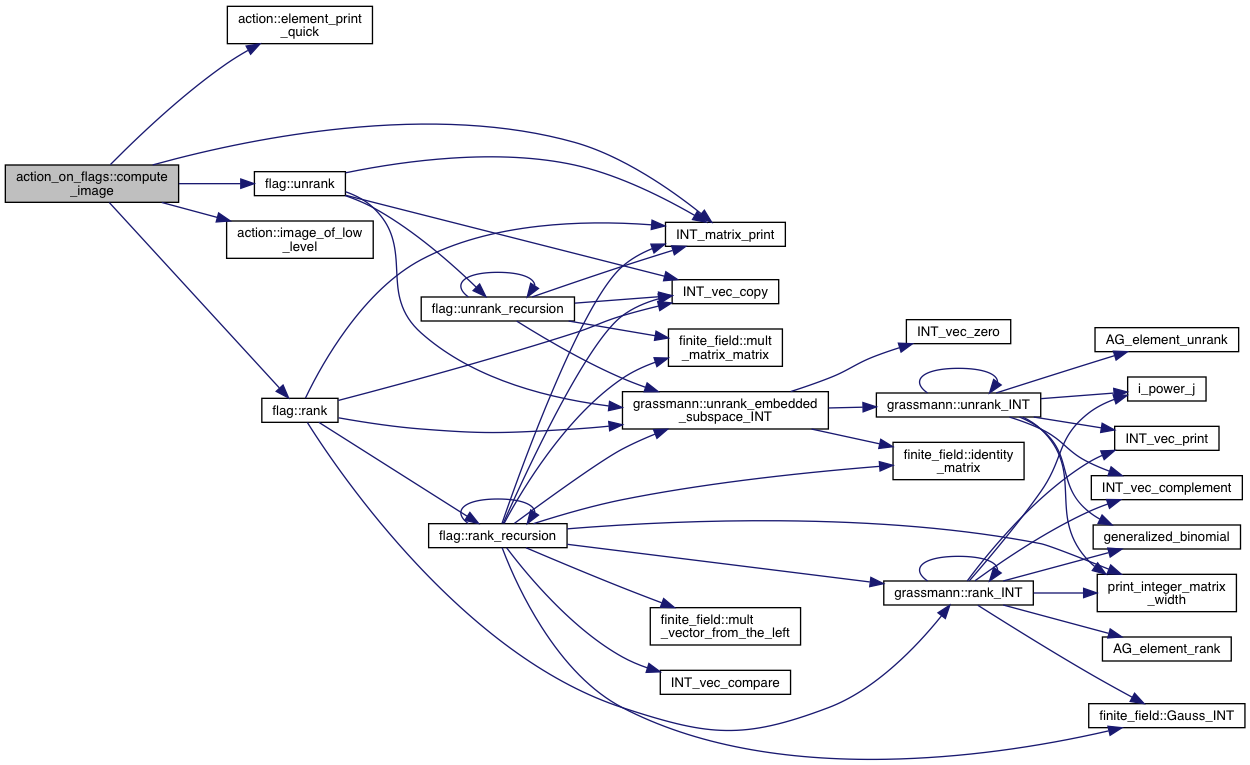 action::element_print
_quick
action_on_flags::compute
_image
flag::unrank
action::image_of_low
_level
INT_matrix_print
INT_vec_copy
flag::unrank_recursion
finite_field::mult
_matrix_matrix
INT_vec_zero
AG_element_unrank
i_power_j
flag::rank
grassmann::unrank_embedded
_subspace_INT
grassmann::unrank_INT
INT_vec_print
finite_field::identity
_matrix
INT_vec_complement
flag::rank_recursion
generalized_binomial
grassmann::rank_INT
print_integer_matrix
_width
finite_field::mult
_vector_from_the_left
AG_element_rank
INT_vec_compare
finite_field::Gauss_INT